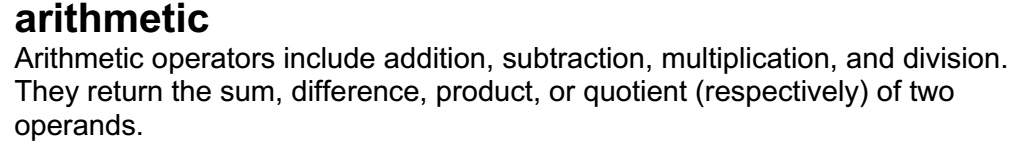 arithmetic
Arithmetic operators include addition, subtraction, multiplication, and division.
They return the sum, difference, product, or quotient (respectively) of two
operands.